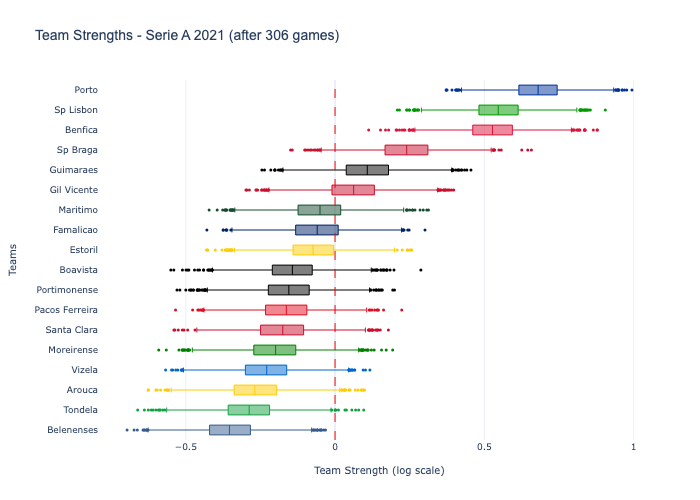 Team Strengths - Serie A 2021 (after 306 games)
Porto
Sp Lisbon
Benfica
Sp Braga
Guimaraes
Gil Vicente
Maritimo
Famalicao
Estoril
Boavista
Portimonense
Pacos Ferreira
Santa Clara
Moreirense
Vizela
Arouca
Tondela
Belenenses
Teams
−0.5 0 0.5 1
Team Strength (log scale)